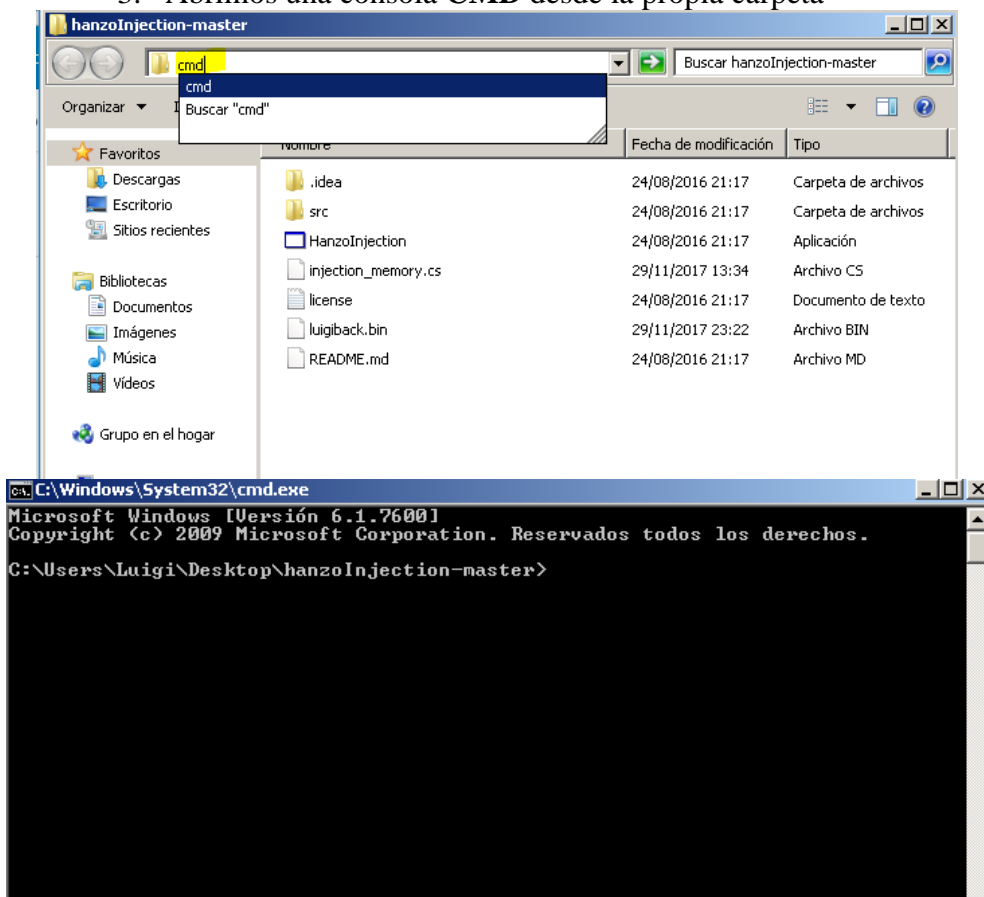 3. Abrimos una consola CMD desde la propia carpeta
hanzoInjection-master
cmd
Buscar hanzoInjection-master
cmd
Buscar "cmd"
Organizar
Favoritos
Nombre
Fecha de modificación
Tipo
Descargas
.idea
24/08/2016 21:17
Carpeta de archivos
Escritorio
src
24/08/2016 21:17
Carpeta de archivos
Sitios recientes
HanzoInjection
24/08/2016 21:17
Aplicación
injection_memory.cs
29/11/2017 13:34
Archivo CS
Bibliotecas
license
24/08/2016 21:17
Documento de texto
Documentos
luigiback.bin
29/11/2017 23:22
Archivo BIN
Imágenes
README.md
24/08/2016 21:17
Archivo MD
Música
Vídeos
Grupo en el hogar
C:\Windows\System32\cmd.exe
Microsoft Windows [Versión 6.1.7600]
Copyright (c) 2009 Microsoft Corporation. Reservados todos los derechos.
C:\Users\Luigi\Desktop\hanzoInjection-master>